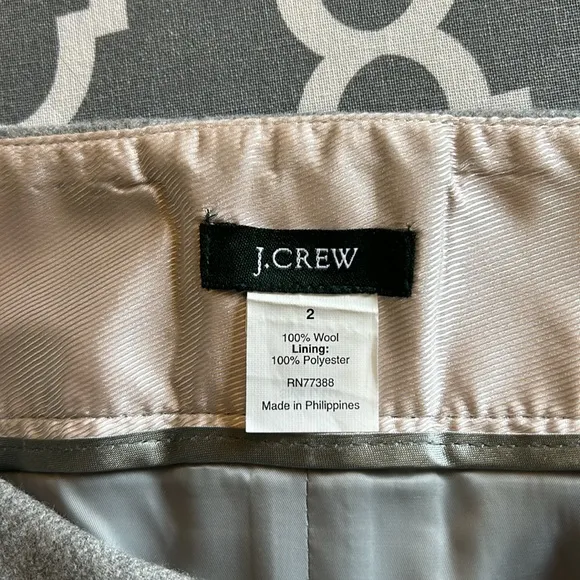 J.CREW
2
100% Wool
Lining:
100% Polyester
RN77388
Made in Philippines